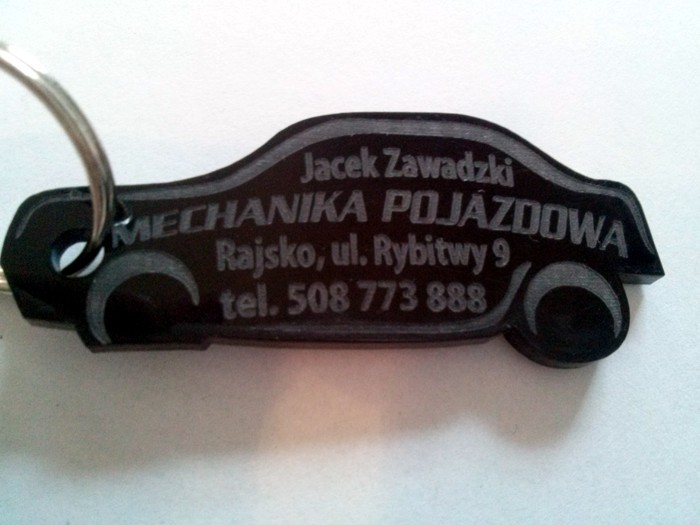 Jacek Zawadzki
MECHANIKA POJAZDOWA
Rajsko, ul. Rybitwy 9
tel. 508 773 888